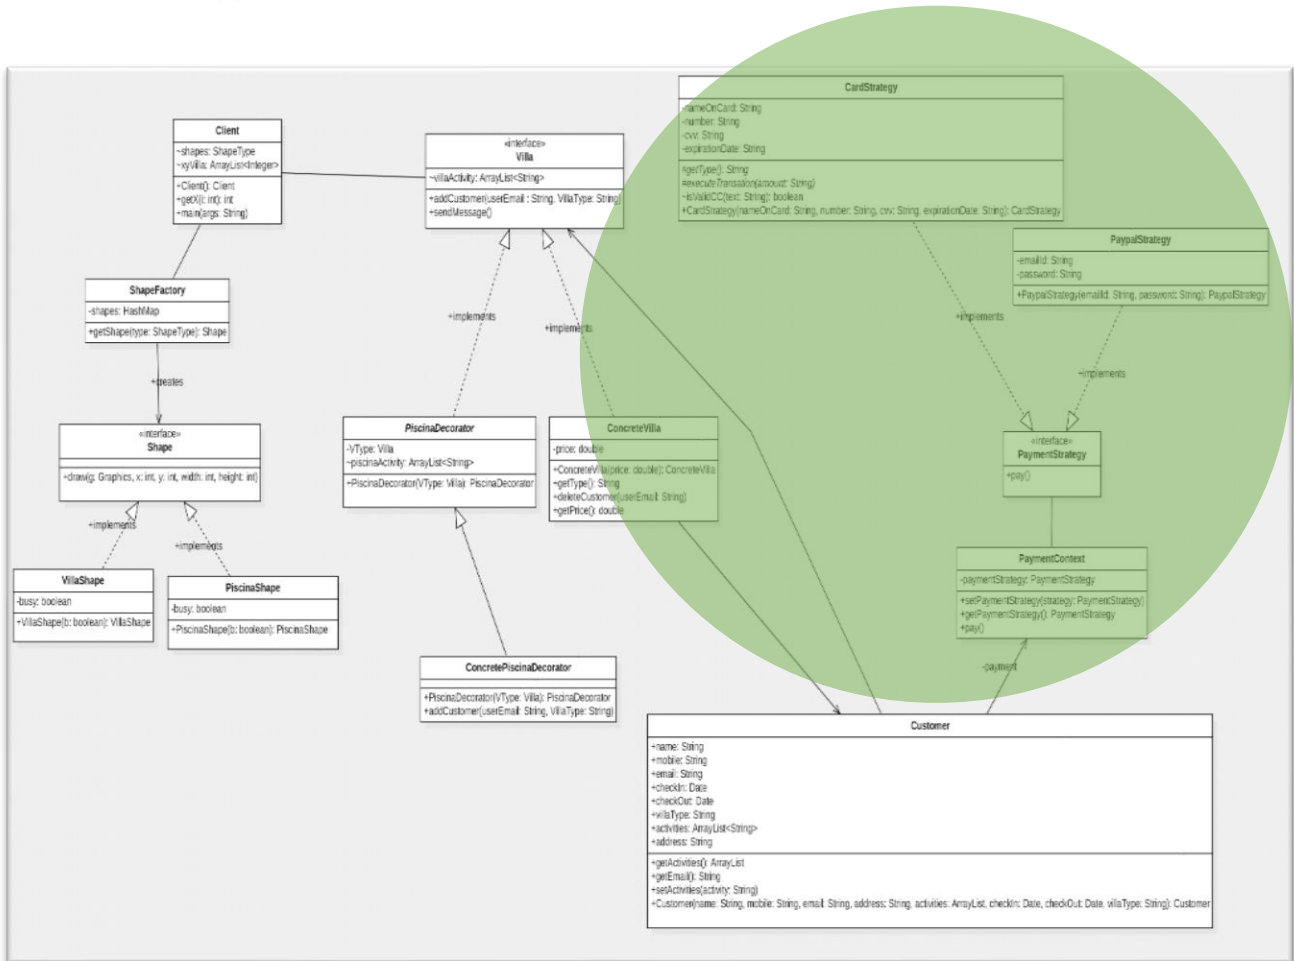 CardStrategy
-nameOnCard: String
-number: String
-cvv: String
-expirationDate: String
#getType(): String
#executeTransation(amount: String)
~isValidCC(text: String): boolean
+CardStrategy(nameOnCard: String, number: String, cvv: String, expirationDate: String): CardStrategy
Client
~shapes: ShapeType
~xyVilla: ArrayList<Integer>
+Client(): Client
+getX(i: int): int
+main(args: String)
«interface»
Villa
~villaActivity: ArrayList<String>
+addCustomer(userEmail : String, VillaType: String)
+sendMessage()
PaypalStrategy
-emailId: String
-password: String
+PaypalStrategy(emailId: String, password: String): PaypalStrategy
ShapeFactory
-shapes: HashMap
+getShape(type: ShapeType): Shape
+implements
+implements
+implements
+implements
+creates
«interface»
Shape
+draw(g: Graphics, x: int, y: int, width: int, height: int)
PiscinaDecorator
-VType: Villa
~piscinaActivity: ArrayList<String>
+PiscinaDecorator(VType: Villa): PiscinaDecorator
ConcreteVilla
-price: double
+ConcreteVilla(price: double): ConcreteVilla
+getType(): String
+deleteCustomer(userEmail: String)
+getPrice(): double
«interface»
PaymentStrategy
+pay()
+implements
+implements
VillaShape
-busy: boolean
+VillaShape(b: boolean): VillaShape
PiscinaShape
-busy: boolean
+PiscinaShape(b: boolean): PiscinaShape
PaymentContext
-paymentStrategy: PaymentStrategy
+setPaymentStrategy(strategy: PaymentStrategy)
+getPaymentStrategy(): PaymentStrategy
+pay()
-payment
ConcretePiscinaDecorator
+PiscinaDecorator(VType: Villa): PiscinaDecorator
+addCustomer(userEmail: String, VillaType: String)
Customer
+name: String
+mobile: String
+email: String
+checkIn: Date
+checkOut: Date
+villaType: String
+activities: ArrayList<String>
+address: String
+getActivities(): ArrayList
+getEmail(): String
+setActivities(activity: String)
+Customer(name: String, mobile: String, email: String, address: String, activities: ArrayList, checkIn: Date, checkOut: Date, villaType: String): Customer